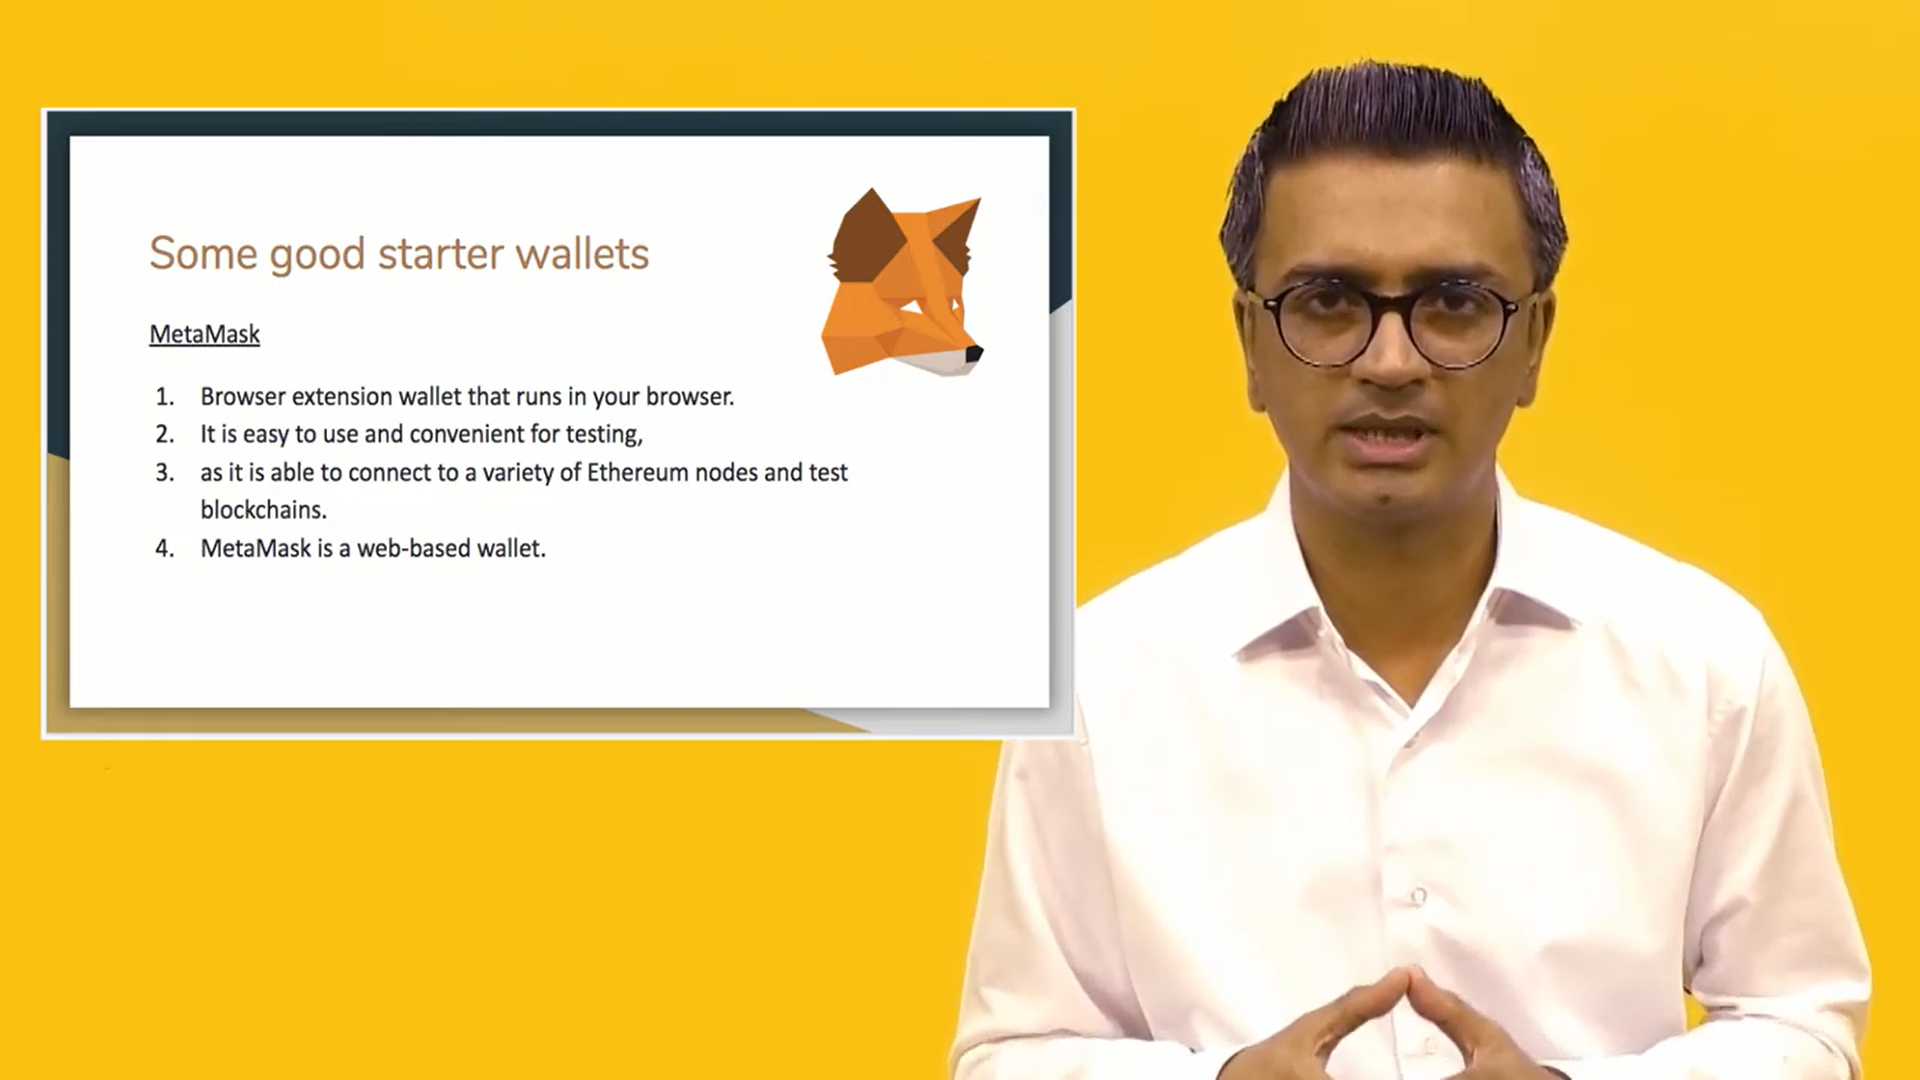 Some good starter wallets
MetaMask
1. Browser extension wallet that runs in your browser.
2. It is easy to use and convenient for testing,
3. as it is able to connect to a variety of Ethereum nodes and test
blockchains.
4. MetaMask is a web-based wallet.